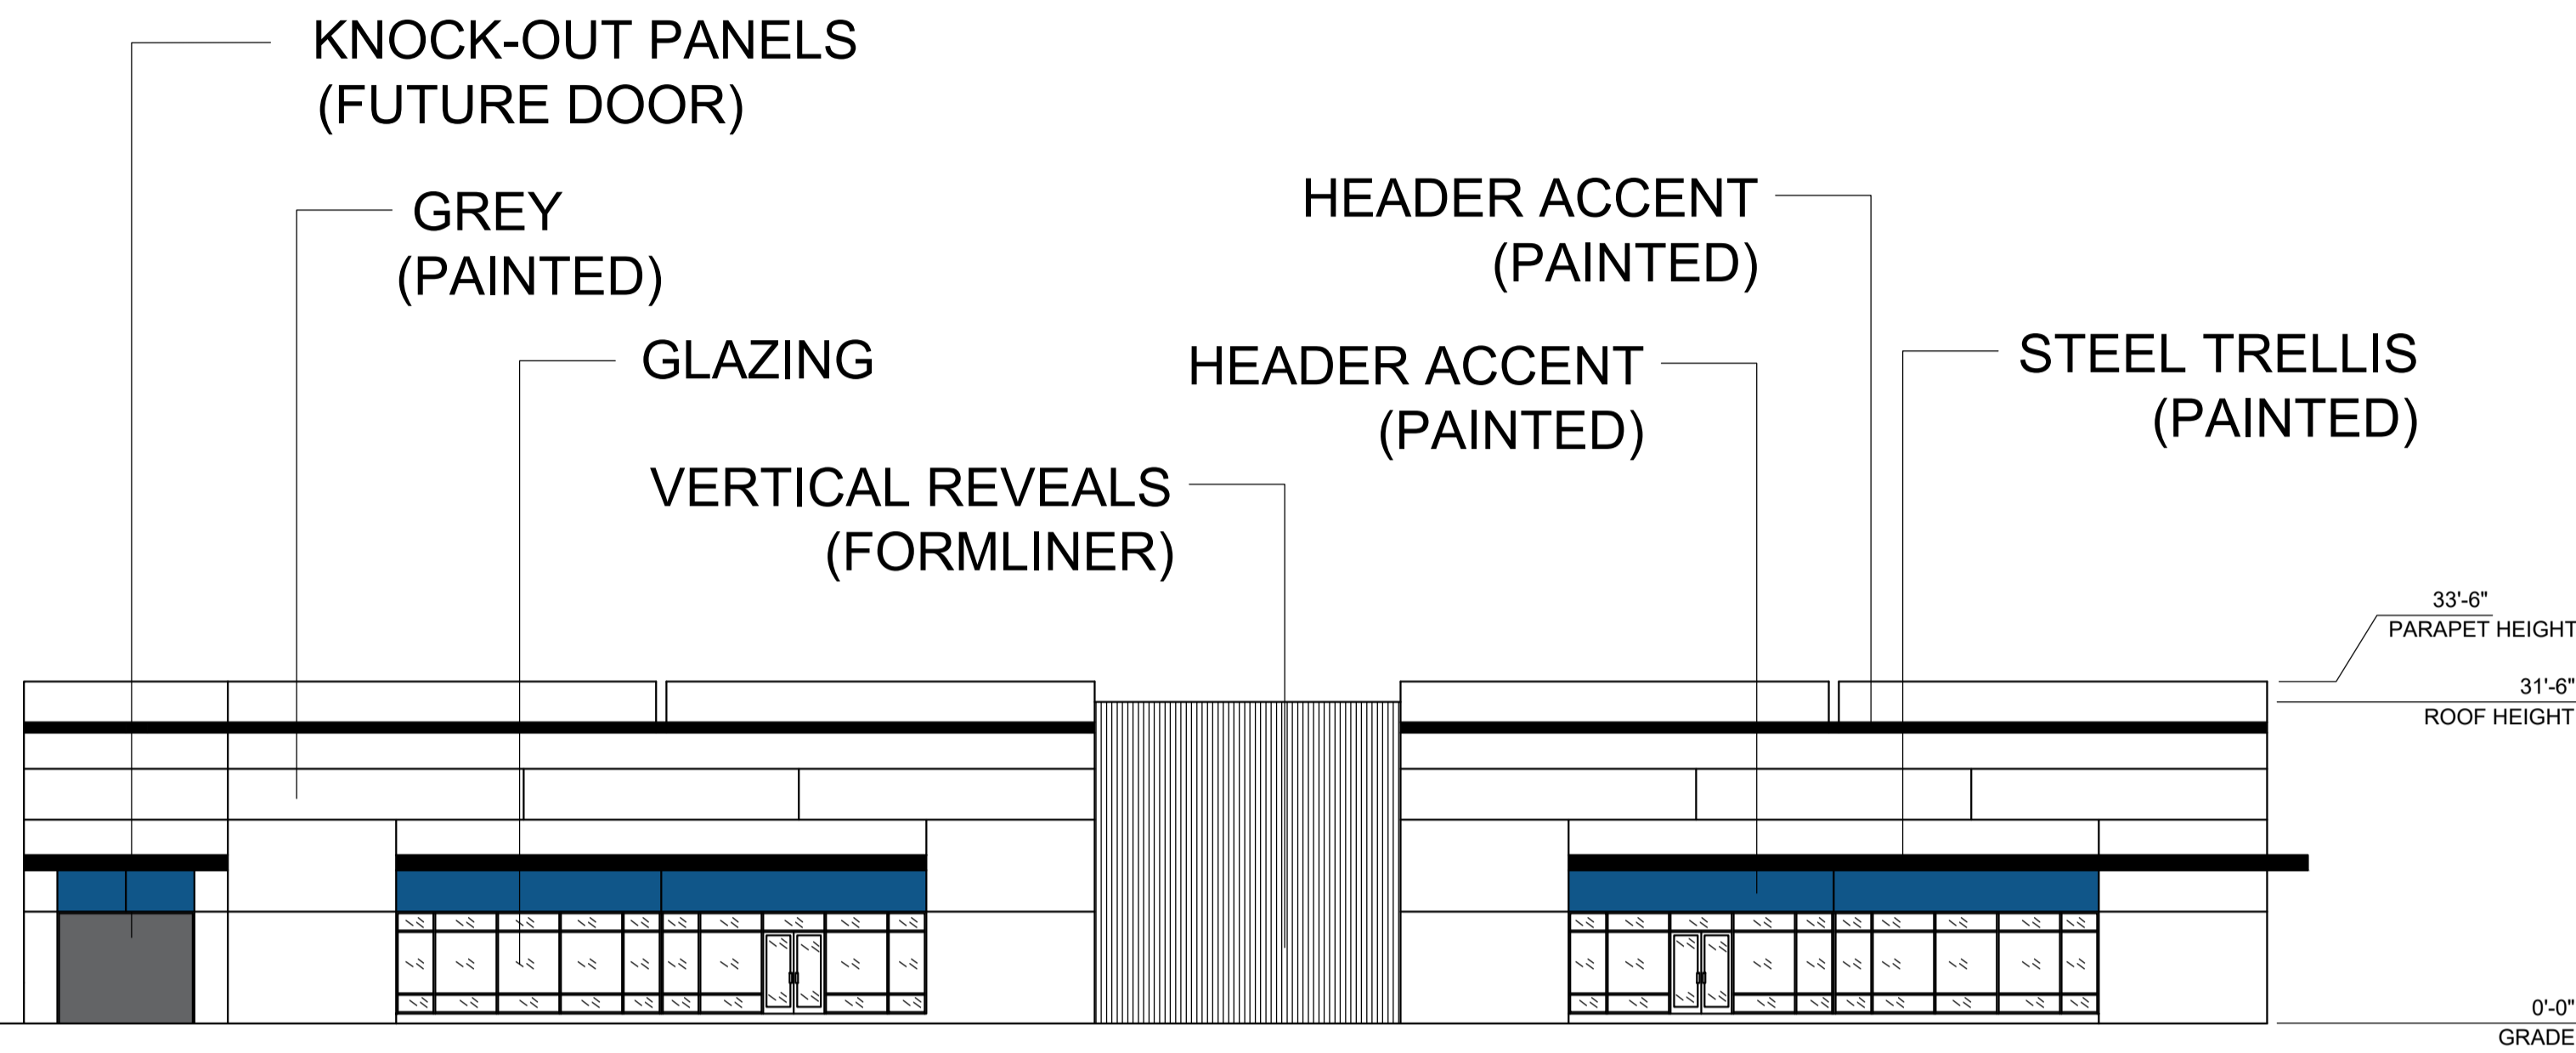 KNOCK-OUT PANELS
(FUTURE DOOR)
GREY
(PAINTED)
GLAZING
VERTICAL REVEALS
(FORMLINER)
HEADER ACCENT
(PAINTED)
HEADER ACCENT
(PAINTED)
STEEL TRELLIS
(PAINTED)
33'-6"
PARAPET HEIGHT
31'-6"
ROOF HEIGHT
0'-0"
GRADE